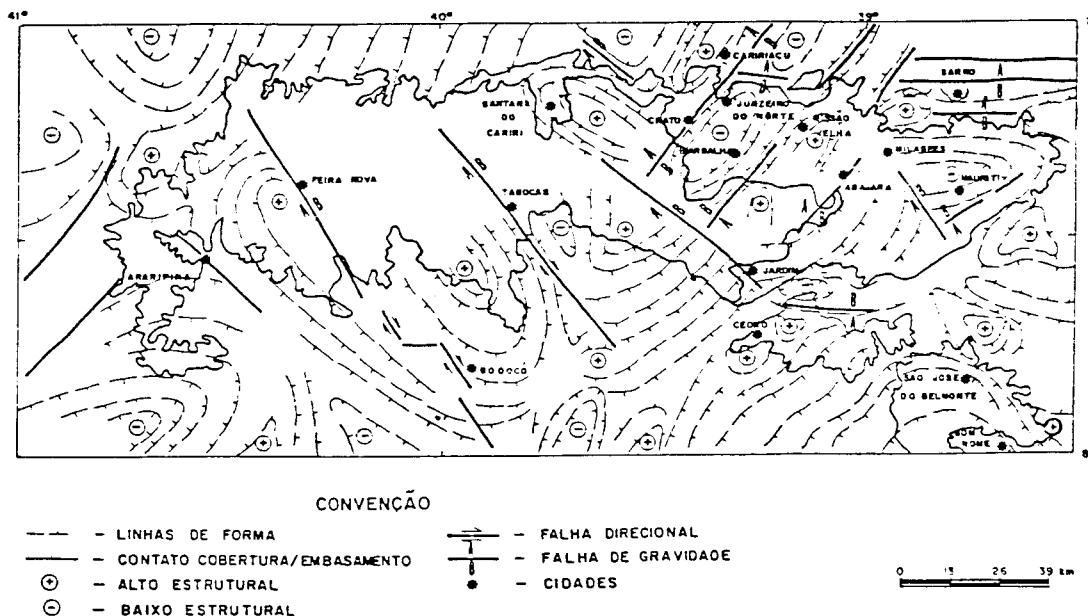 41°
40°
39°
CARIRIAÇU
BARRO
SANTANA
DO
CARIRI
CRATO
JUAZEIRO
DO NORTE
MISSÃO
VELHA
BARBALHA
MILAGRES
FEIRA NOVA
TABOCAS
ABAIARA
MAURITI
ARARIPINA
JARDIM
CEDRO
BODOCÓ
SÃO JOSÉ
DO BELMONTE
BOM
NOME
8
CONVENÇÃO
– LINHAS DE FORMA
– CONTATO COBERTURA/EMBASAMENTO
– ALTO ESTRUTURAL
– BAIXO ESTRUTURAL
– FALHA DIRECIONAL
A
B
– FALHA DE GRAVIDADE
– CIDADES
0 13 26 39 km